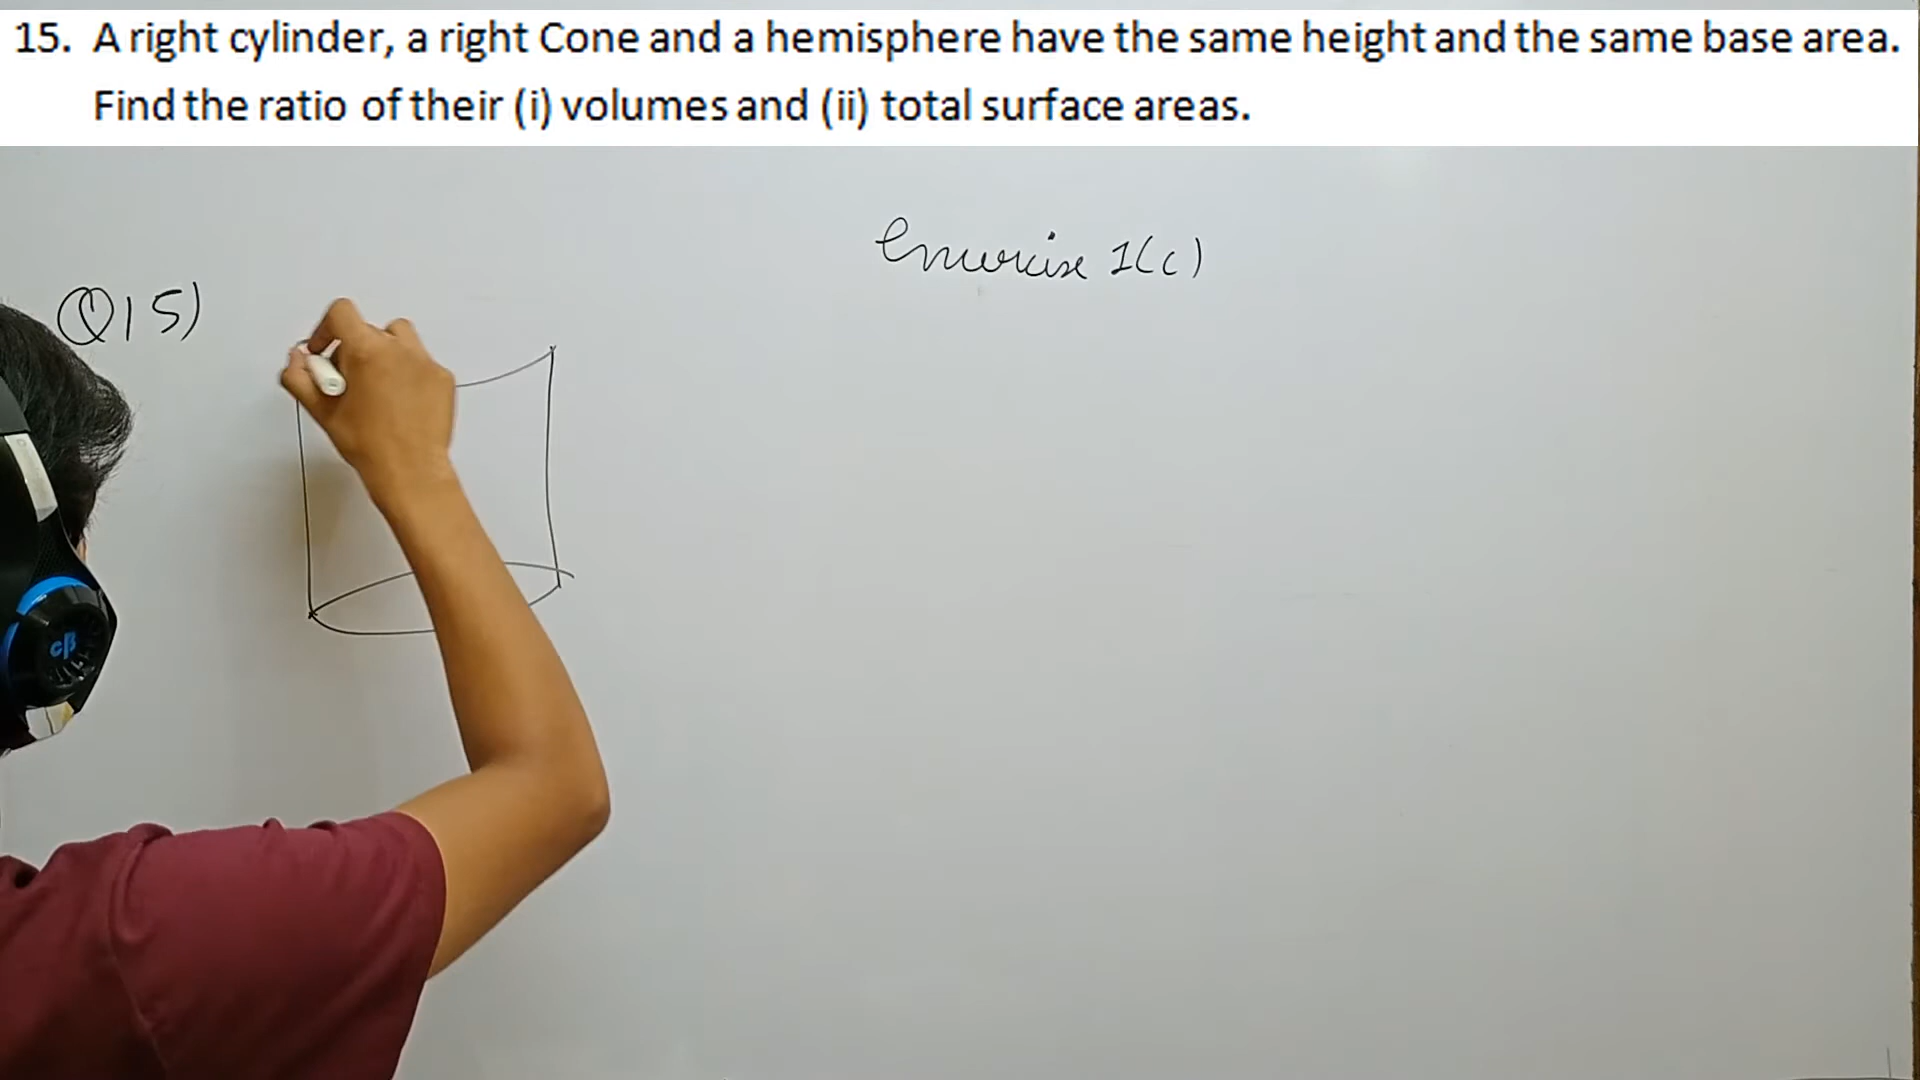 15. A right cylinder, a right Cone and a hemisphere have the same height and the same base area.
Find the ratio of their (i) volumes and (ii) total surface areas.
Exercise 1(c)
Q15)
cβ